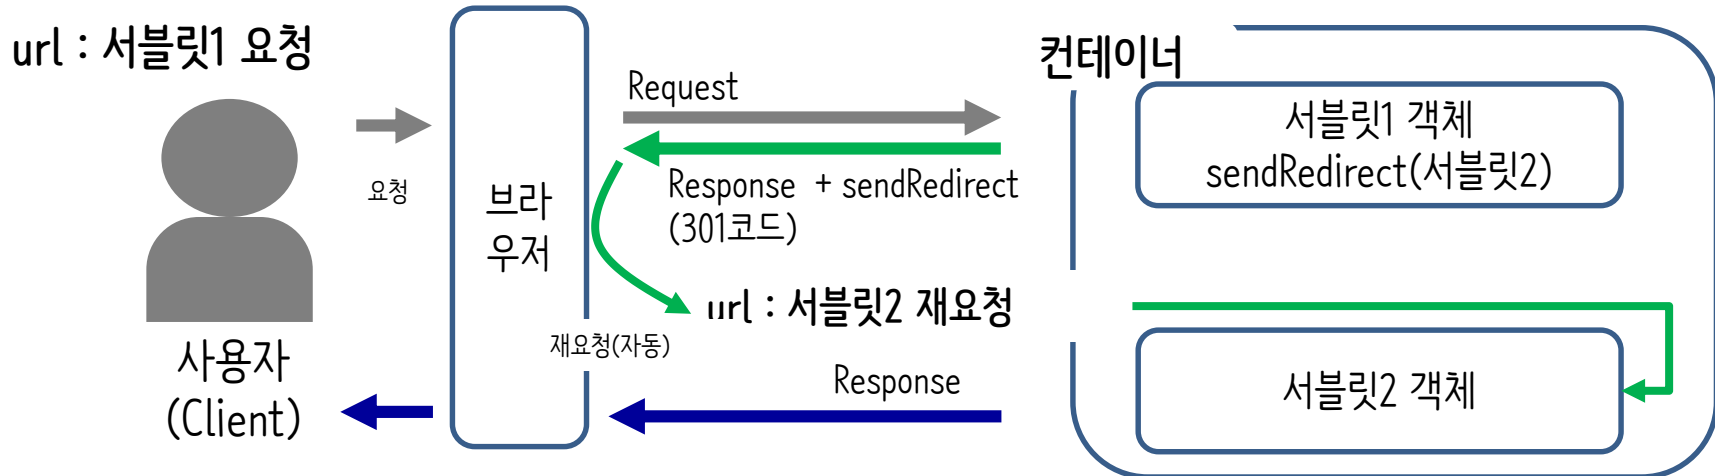 url : 서블릿1 요청
컨테이너
Request
서블릿1 객체
sendRedirect(서블릿2)
요청
브라
우저
Response + sendRedirect
(301코드)
url : 서블릿2 재요청
재요청(자동)
사용자
(Client)
Response
서블릿2 객체